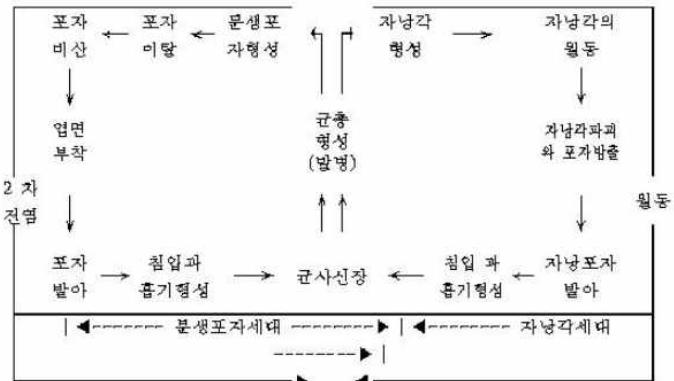 포자 포자 분생포 자낭각 자낭각의
비산 이탈 자형성 형성 월동
엽면 균총 자낭각파괴
부착 형성 와 포자방출
(발병)
2 차 월동
전염
포자 침입과 균사신장 침입 과 자낭포자
발아 흡기형성 흡기형성 발아
분생포자세대 자낭각세대